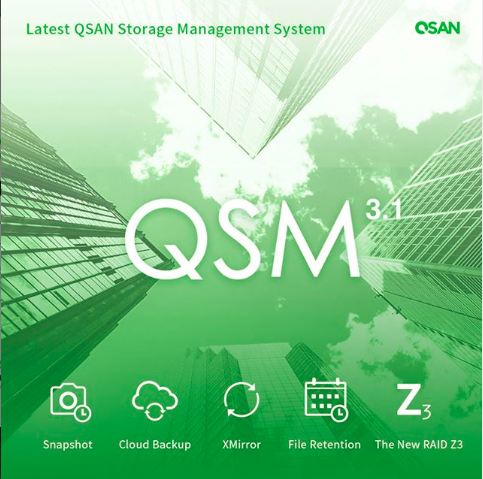 Latest QSAN Storage Management System
QSAN
QSM 3.1
Z3
Snapshot
Cloud Backup
XMirror
File Retention
The New RAID Z3